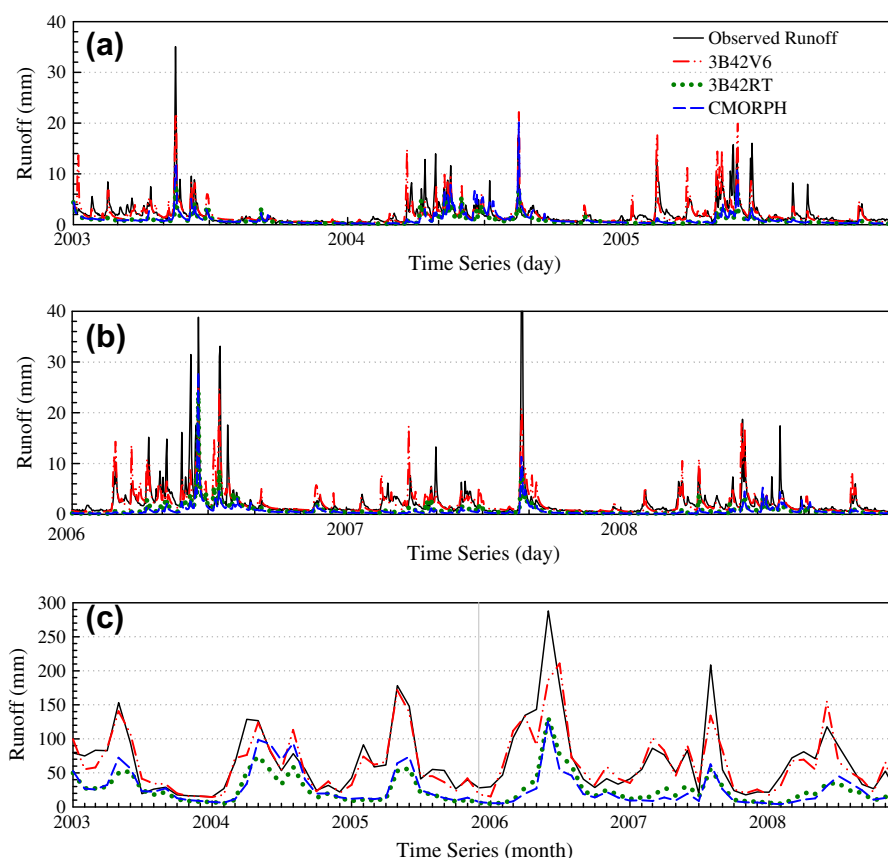 (a)
Observed Runoff
3B42V6
3B42RT
CMORPH
Runoff (mm)
40
30
20
10
0
2003
2004
2005
Time Series (day)
(b)
Runoff (mm)
40
30
20
10
0
2006
2007
2008
Time Series (day)
(c)
Runoff (mm)
300
250
200
150
100
50
0
2003
2004
2005
2006
2007
2008
Time Series (month)